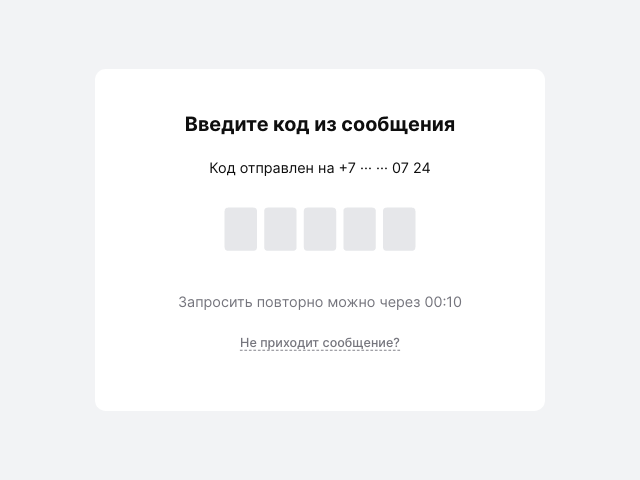 Введите код из сообщения
Код отправлен на +7 ··· ··· 07 24
Запросить повторно можно через 00:10
Не приходит сообщение?